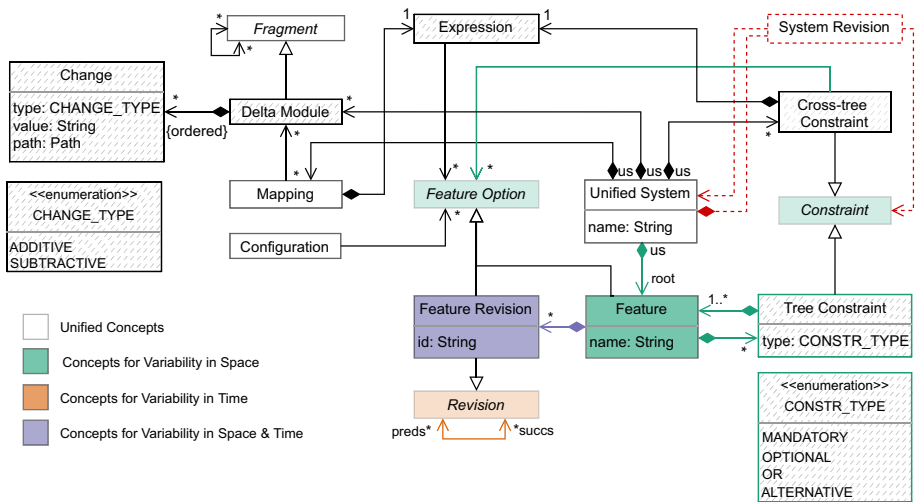 *
Fragment
*
1
Expression
1
System Revision
Change
type: CHANGE_TYPE
value: String
path: Path
*
{ordered}
Delta Module
*
*
Cross-tree
Constraint
*
*
Mapping
*
*
Feature Option
*
us
us
us
Unified System
name: String
Constraint
<<enumeration>>
CHANGE_TYPE
ADDITIVE
SUBTRACTIVE
Configuration
us
root
Feature Revision
id: String
*
Feature
name: String
1..*
*
Tree Constraint
type: CONSTR_TYPE
Unified Concepts
Concepts for Variability in Space
Concepts for Variability in Time
Concepts for Variability in Space & Time
Revision
preds*
*succs
<<enumeration>>
CONSTR_TYPE
MANDATORY
OPTIONAL
OR
ALTERNATIVE